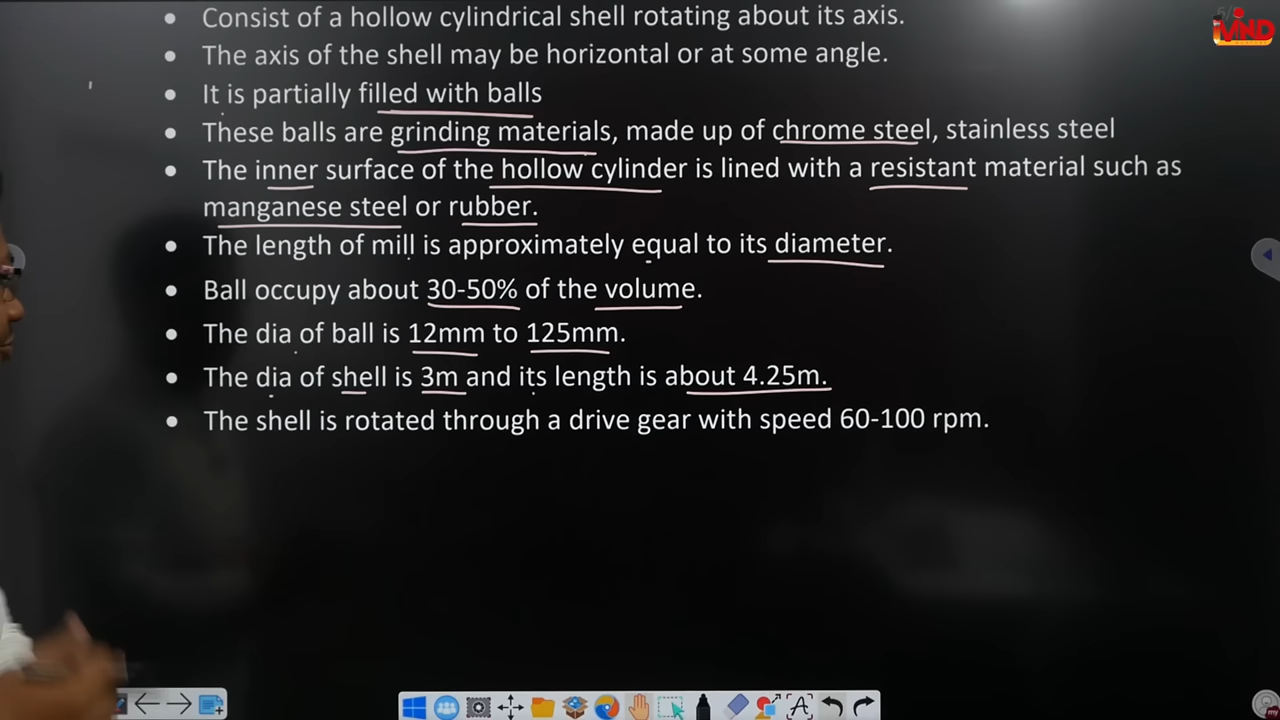 Consist of a hollow cylindrical shell rotating about its axis.
The axis of the shell may be horizontal or at some angle.
It is partially filled with balls
These balls are grinding materials, made up of chrome steel, stainless steel
The inner surface of the hollow cylinder is lined with a resistant material such as
manganese steel or rubber.
The length of mill is approximately equal to its diameter.
Ball occupy about 30-50% of the volume.
The dia of ball is 12mm to 125mm.
The dia of shell is 3m and its length is about 4.25m.
The shell is rotated through a drive gear with speed 60-100 rpm.